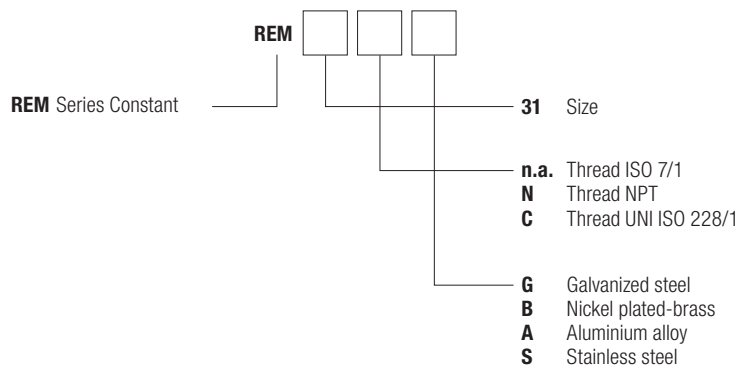 REM
REM Series Constant
31 Size
n.a. Thread ISO 7/1
N Thread NPT
C Thread UNI ISO 228/1
G Galvanized steel
B Nickel plated-brass
A Aluminium alloy
S Stainless steel